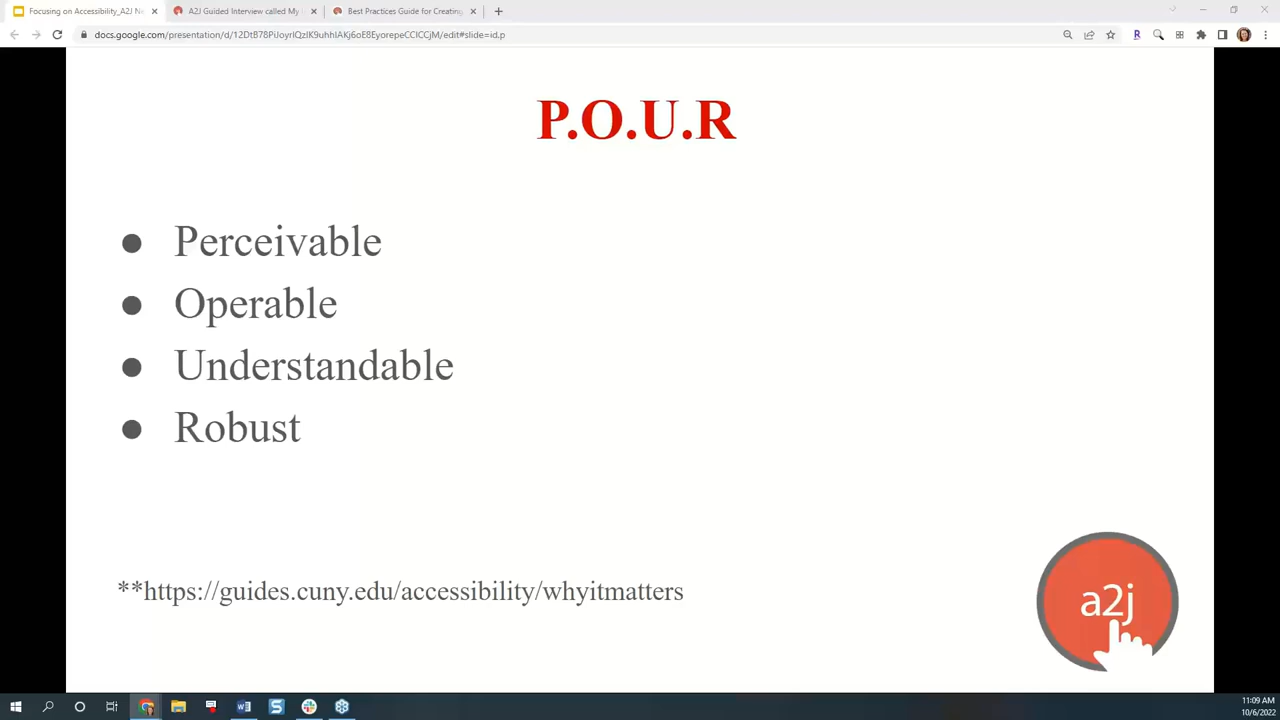 Focusing on Accessibility_A2J Ne
A2J Guided Interview called My
Best Practices Guide for Creating
docs.google.com/presentation/d/12DtB78PiJoyrIQzIK9uhhIAKj6oE8EyorepeCCICCjM/edit#slide=id.p
P.O.U.R
● Perceivable
● Operable
● Understandable
● Robust
**https://guides.cuny.edu/accessibility/whyitmatters
a2j
11:09 AM
10/6/2022